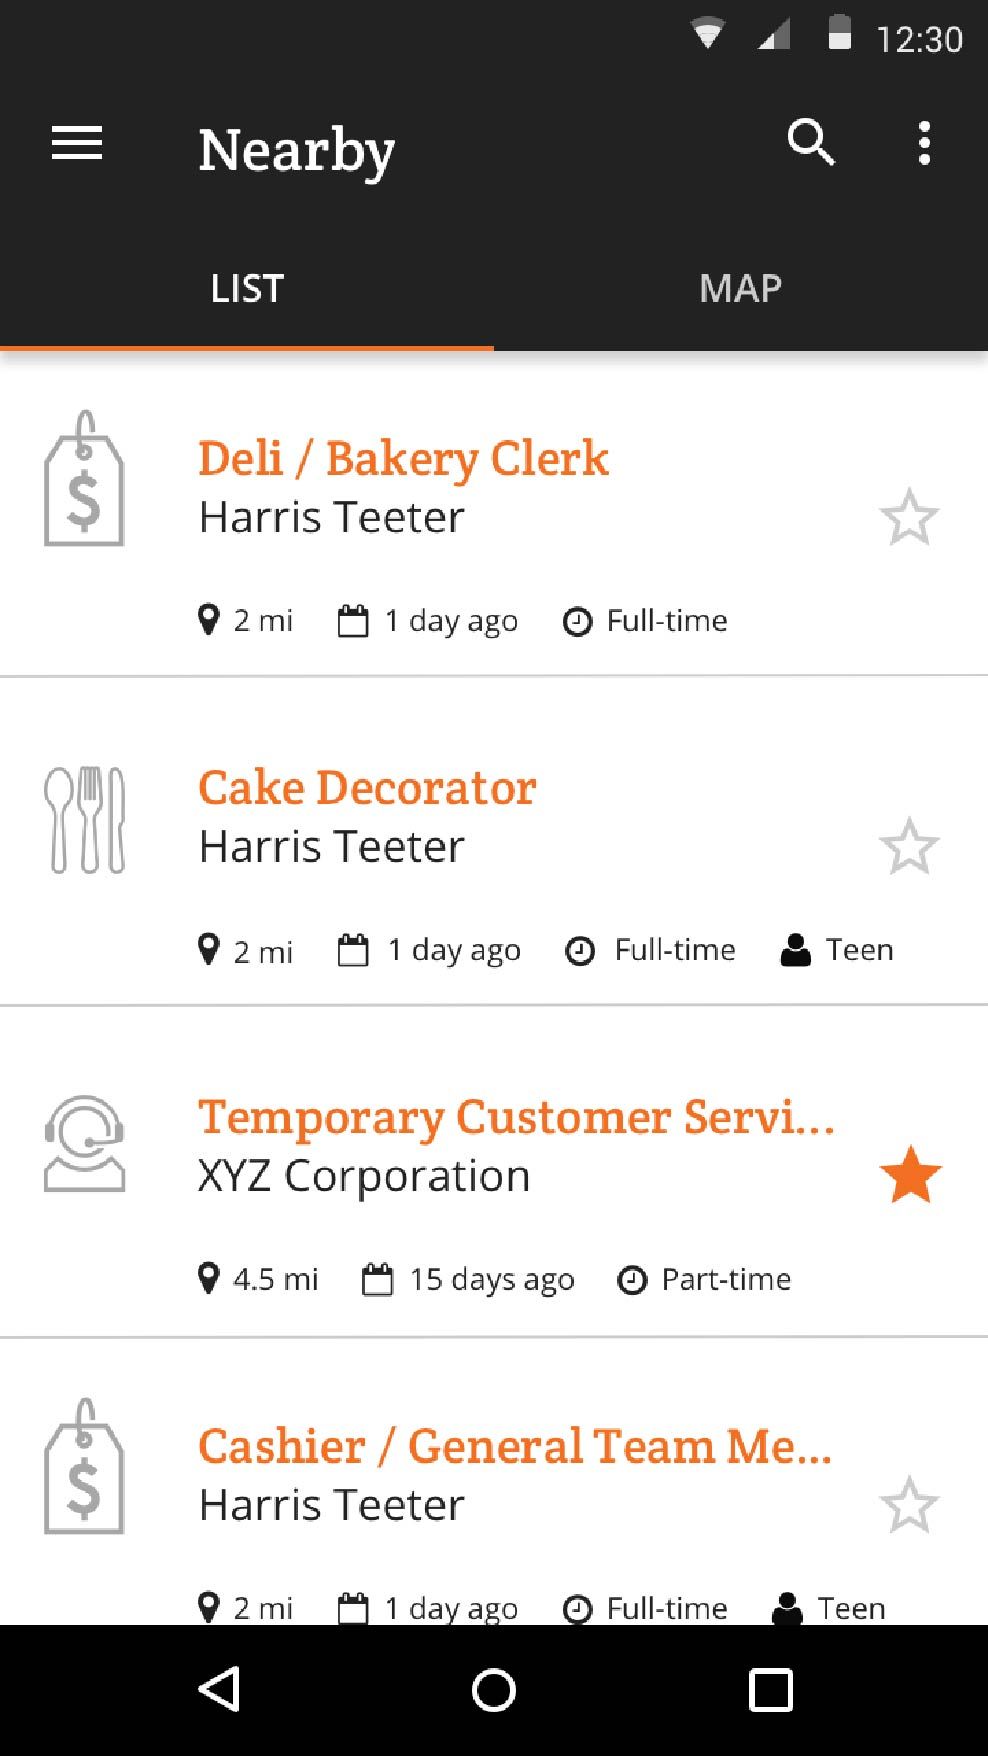 12:30
Nearby
LIST MAP
Deli / Bakery Clerk
Harris Teeter
2 mi 1 day ago Full-time
Cake Decorator
Harris Teeter
2 mi 1 day ago Full-time Teen
Temporary Customer Servi...
XYZ Corporation
4.5 mi 15 days ago Part-time
Cashier / General Team Me...
Harris Teeter
2 mi 1 day ago Full-time Teen